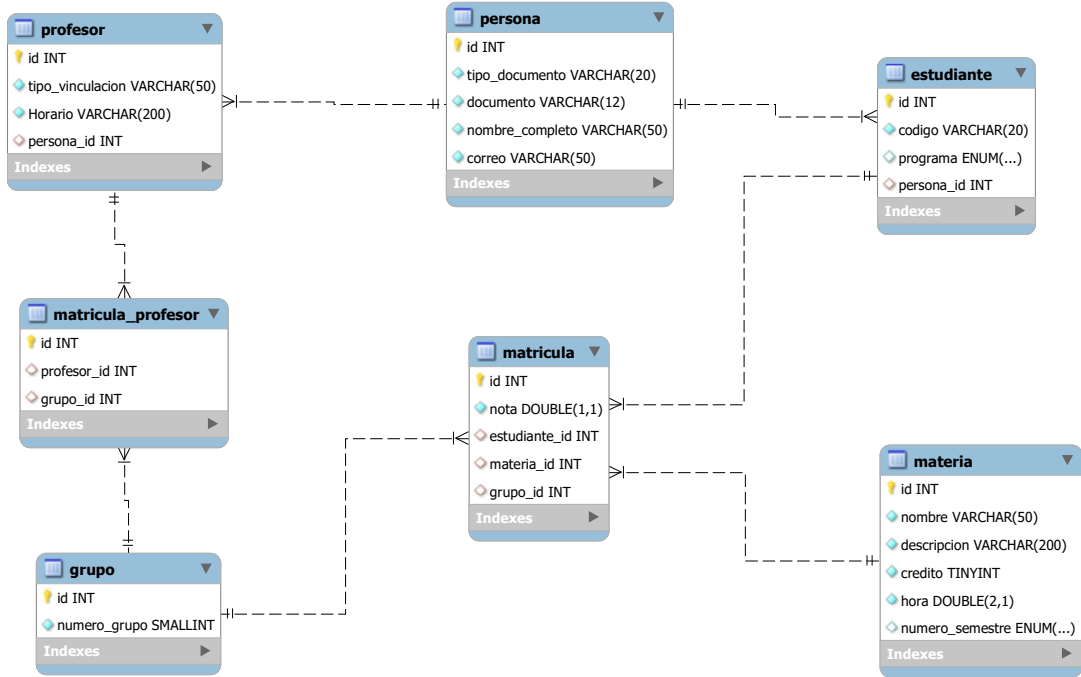 profesor
id INT
tipo_vinculacion VARCHAR(50)
Horario VARCHAR(200)
persona_id INT
Indexes
persona
id INT
tipo_documento VARCHAR(20)
documento VARCHAR(12)
nombre_completo VARCHAR(50)
correo VARCHAR(50)
Indexes
estudiante
id INT
codigo VARCHAR(20)
programa ENUM(...)
persona_id INT
Indexes
matricula_profesor
id INT
profesor_id INT
grupo_id INT
Indexes
matricula
id INT
nota DOUBLE(1,1)
estudiante_id INT
materia_id INT
grupo_id INT
Indexes
materia
id INT
nombre VARCHAR(50)
descripcion VARCHAR(200)
credito TINYINT
hora DOUBLE(2,1)
numero_semestre ENUM(...)
Indexes
grupo
id INT
numero_grupo SMALLINT
Indexes